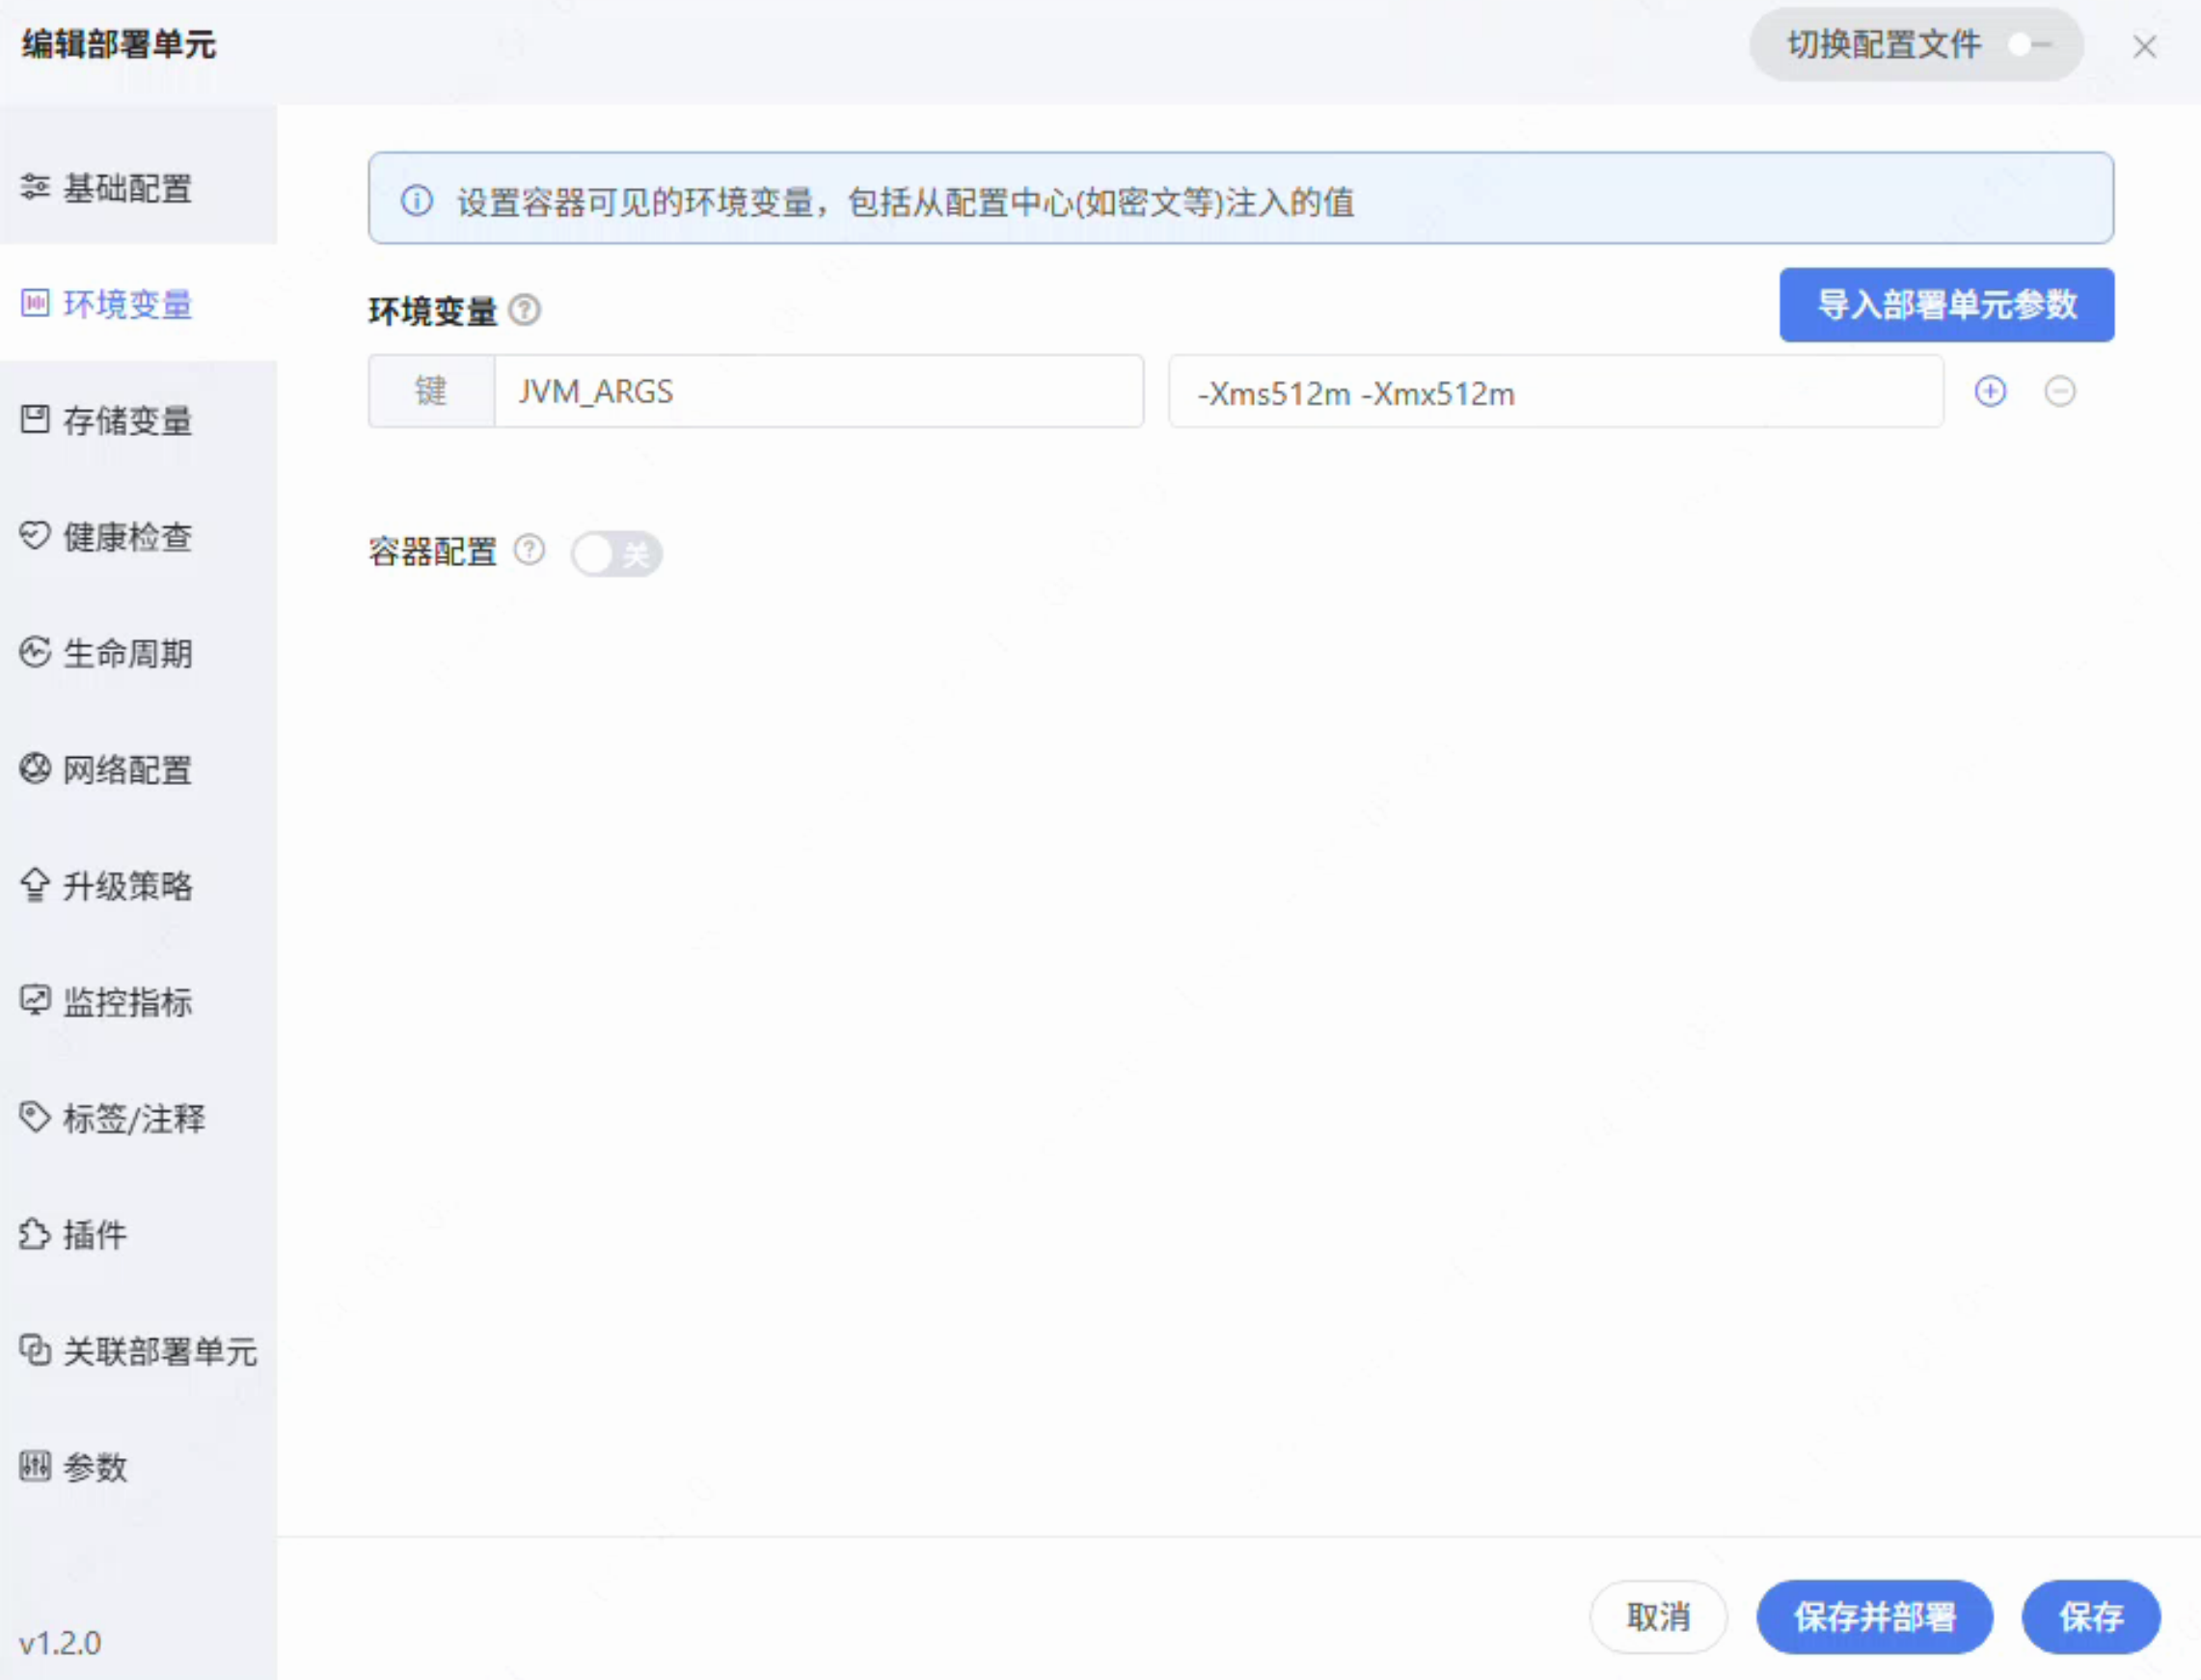 编辑部署单元
切换配置文件
基础配置
环境变量
存储变量
健康检查
生命周期
网络配置
升级策略
监控指标
标签/注释
插件
关联部署单元
参数
v1.2.0
设置容器可见的环境变量，包括从配置中心(如密文等)注入的值
环境变量
导入部署单元参数
键 JVM_ARGS -Xms512m -Xmx512m
容器配置 关
取消 保存并部署 保存